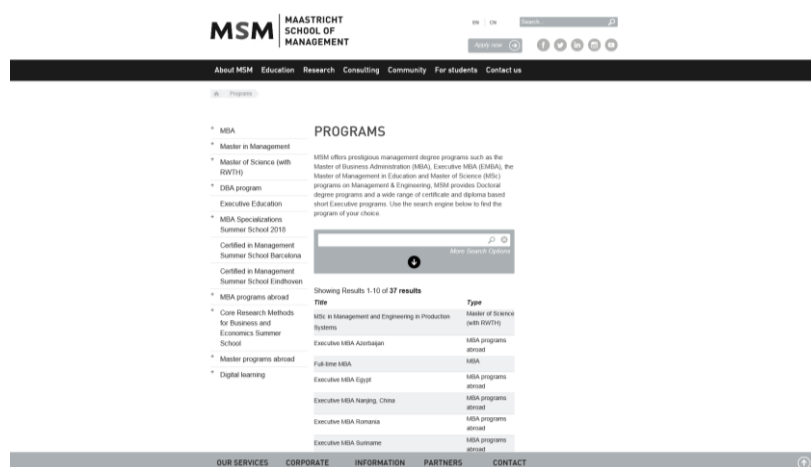 MSM
MAASTRICHT
SCHOOL OF
MANAGEMENT
EN | CN
Search...
Apply now
About MSM Education Research Consulting Community For students Contact us
Programs
MBA
Master in Management
Master of Science (with
RWTH)
DBA program
Executive Education
MBA Specializations
Summer School 2018
Certified in Management
Summer School Barcelona
Certified in Management
Summer School Eindhoven
MBA programs abroad
Core Research Methods
for Business and
Economics Summer
School
Master programs abroad
Digital learning
PROGRAMS
MSM offers prestigious management degree programs such as the
Master of Business Administration (MBA), Executive MBA (EMBA), the
Master of Management in Education and Master of Science (MSc)
programs on Management & Engineering, MSM provides Doctoral
degree programs and a wide range of certificate and diploma based
short Executive programs. Use the search engine below to find the
program of your choice.
More Search Options
Showing Results 1-10 of 37 results
Title Type
MSc in Management and Engineering in Production
Systems
Master of Science
(with RWTH)
Executive MBA Azerbaijan
MBA programs
abroad
Full-time MBA
MBA
Executive MBA Egypt
MBA programs
abroad
Executive MBA Nanjing, China
MBA programs
abroad
Executive MBA Romania
MBA programs
abroad
Executive MBA Suriname
MBA programs
abroad
OUR SERVICES CORPORATE INFORMATION PARTNERS CONTACT